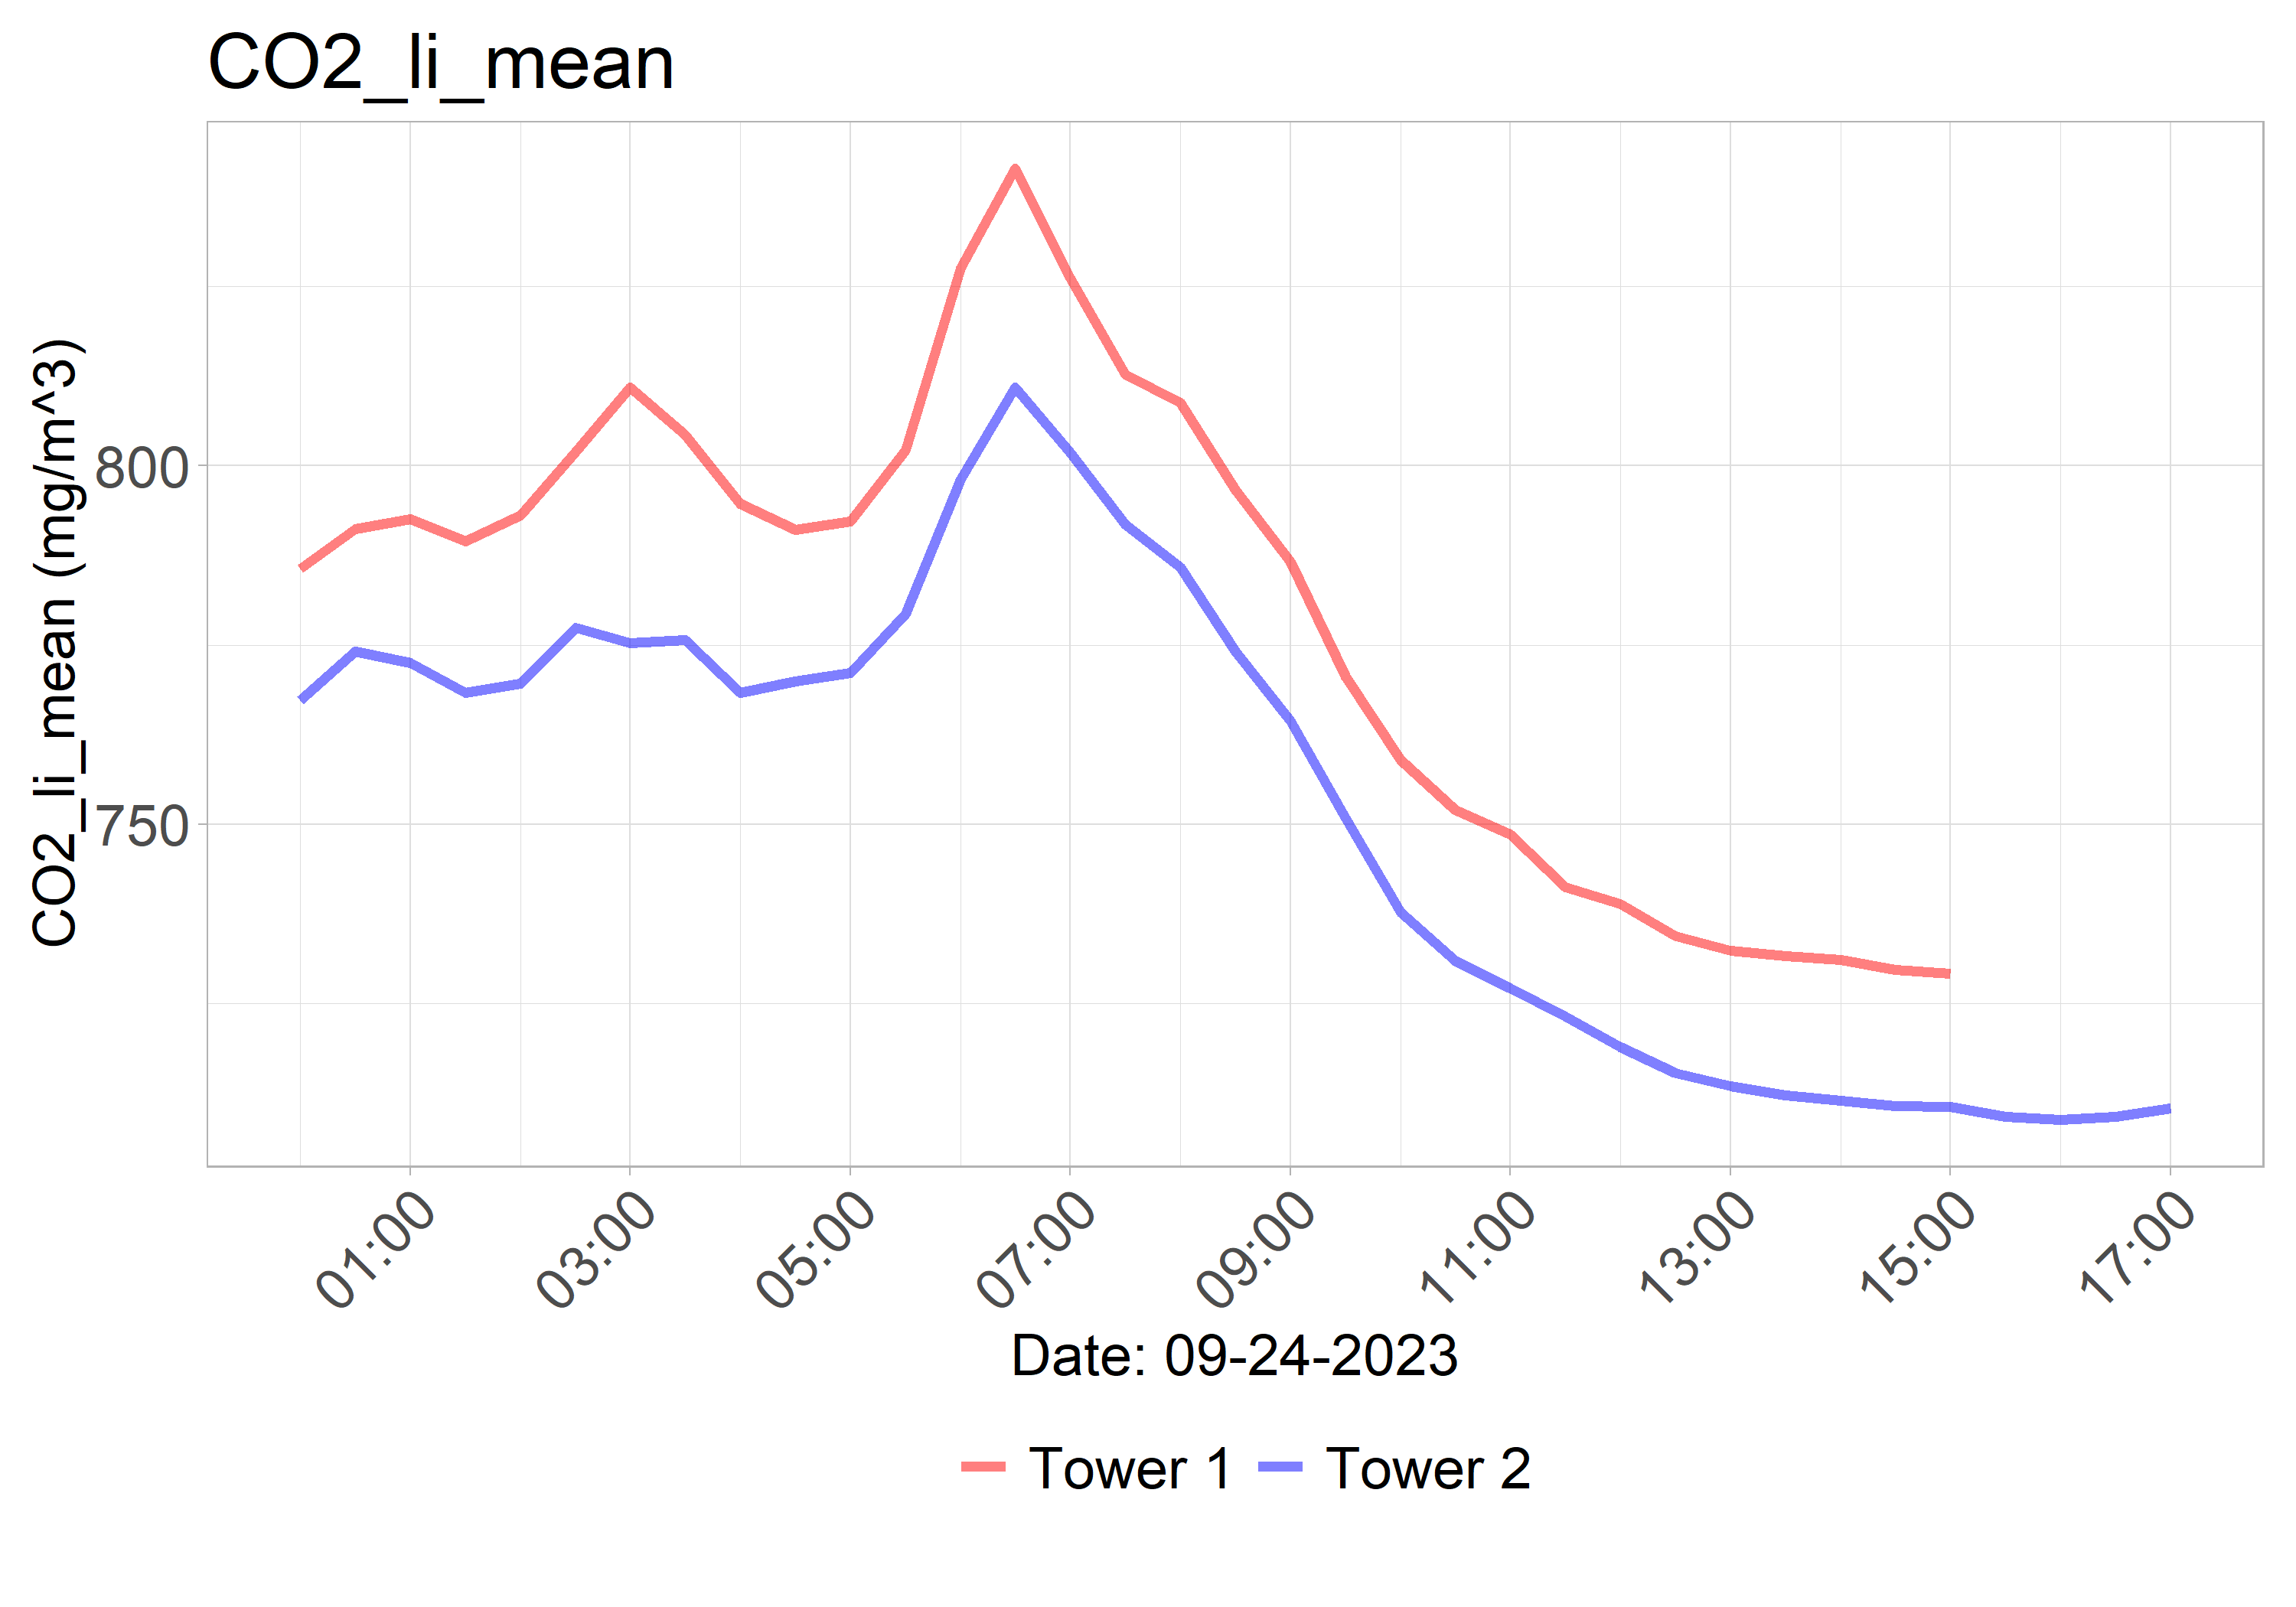 CO2_li_mean
CO2_li_mean (mg/m^3)
800
750
01:00
03:00
05:00
07:00
09:00
11:00
13:00
15:00
17:00
Date: 09-24-2023
Tower 1
Tower 2